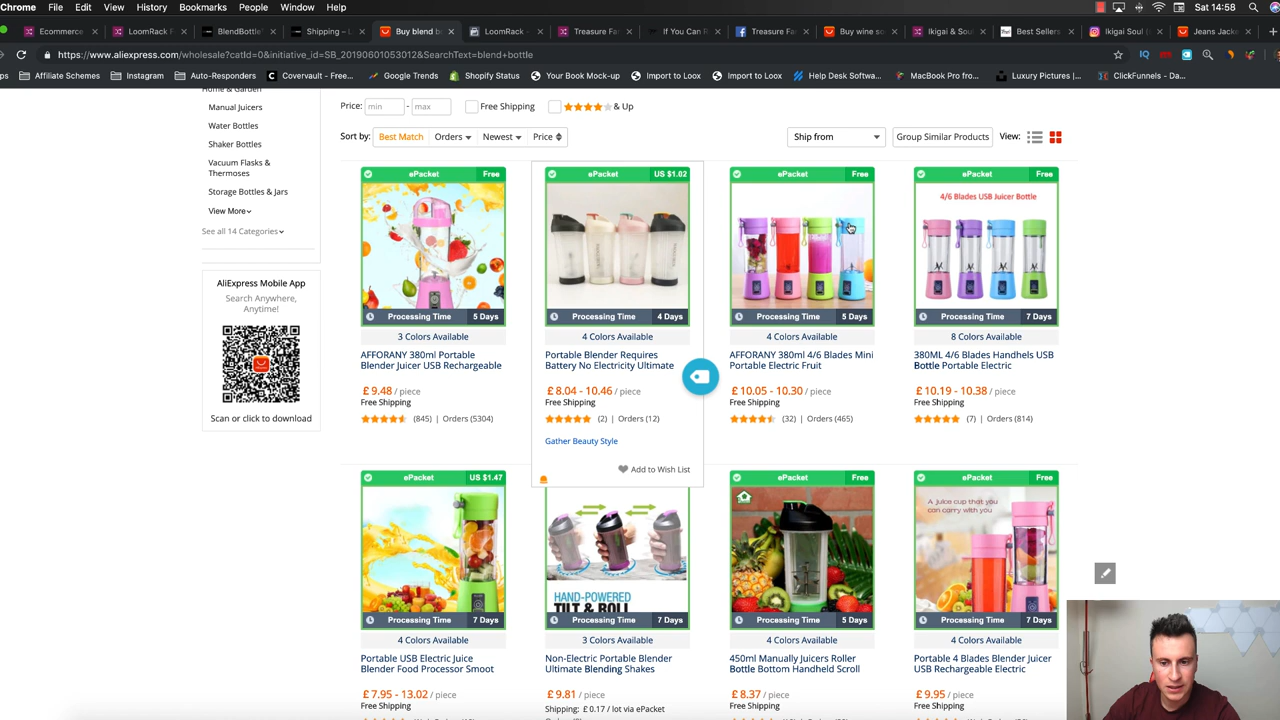 Chrome File Edit View History Bookmarks People Window Help Sat 14:58
Ecommerce LoomRack BlendBottle Shipping – L Buy blend b LoomRack - Treasure Fa If You Can R Treasure Fa Buy wine s Ikigai & Sou Best Sellers Ikigai Soul Jeans Jacke
https://www.aliexpress.com/wholesale?catId=0&initiative_id=SB_20190601053012&SearchText=blend+bottle
Affiliate Schemes Instagram Auto-Responders Covervault - Free... Google Trends Shopify Status Your Book Mock-up Import to Loox Import to Loox Help Desk Softwa... MacBook Pro fro... Luxury Pictures |... ClickFunnels - Da...
Home & Garden
Manual Juicers
Water Bottles
Shaker Bottles
Vacuum Flasks &
Thermoses
Storage Bottles & Jars
View More
See all 14 Categories
AliExpress Mobile App
Search Anywhere,
Anytime!
Scan or click to download
Price: min - max Free Shipping & Up
Sort by: Best Match Orders Newest Price Ship from Group Similar Products View:
ePacket Free ePacket US $1.02 ePacket Free ePacket Free
4/6 Blades USB Juicer Bottle
Processing Time 5 Days Processing Time 4 Days Processing Time 5 Days Processing Time 7 Days
3 Colors Available 4 Colors Available 4 Colors Available 8 Colors Available
AFFORANY 380ml Portable Portable Blender Requires AFFORANY 380ml 4/6 Blades Mini 380ML 4/6 Blades Handhels USB
Blender Juicer USB Rechargeable Battery No Electricity Ultimate Portable Electric Fruit Bottle Portable Electric
£ 9.48 / piece £ 8.04 - 10.46 / piece £ 10.05 - 10.30 / piece £ 10.19 - 10.38 / piece
Free Shipping Free Shipping Free Shipping Free Shipping
(845) | Orders (5304) (2) | Orders (12) (32) | Orders (465) (7) | Orders (814)
Gather Beauty Style
Add to Wish List
ePacket US $1.47 ePacket Free ePacket Free
A juice cup that you
can carry with you
HAND-POWERED
TILT & ROLL
Processing Time 7 Days Processing Time 7 Days Processing Time 5 Days Processing Time 7 Days
4 Colors Available 3 Colors Available 4 Colors Available 4 Colors Available
Portable USB Electric Juice Non-Electric Portable Blender 450ml Manually Juicers Roller Portable 4 Blades Blender Juicer
Blender Food Processor Smoot Ultimate Blending Shakes Bottle Bottom Handheld Scroll USB Rechargeable Electric
£ 7.95 - 13.02 / piece £ 9.81 / piece £ 8.37 / piece £ 9.95 / piece
Free Shipping Shipping: £ 0.17 / lot via ePacket Free Shipping Free Shipping